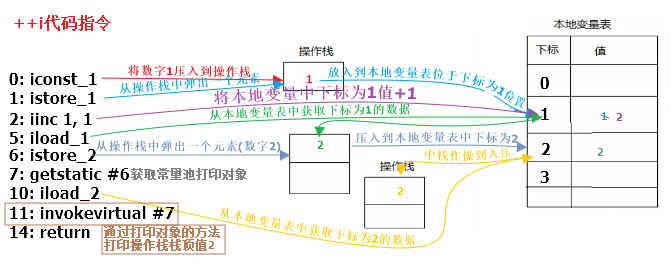 ++i代码指令
操作栈
本地变量表
下标
值
0: iconst_1
将数字1压入到操作栈
1
放入到本地变量表位于下标为1位置
0
1: istore_1
从操作栈中弹出一个元素
2: iinc 1, 1
将本地变量中下标为1值+1
1
1 2
5: iload_1
从本地变量表中获取下标为1的数据
6: istore_2
从操作栈中弹出一个元素(数字2)
2
压入到本地变量表中下标为2
2
2
7: getstatic #6获取常里池打印对象
操作栈
中栈作操到入压
3
10: iload_2
2
从本地变量表中获取下标为2的数据
11: invokevirtual #7
14: return
通过打印对象的方法
打印操作栈栈顶值2